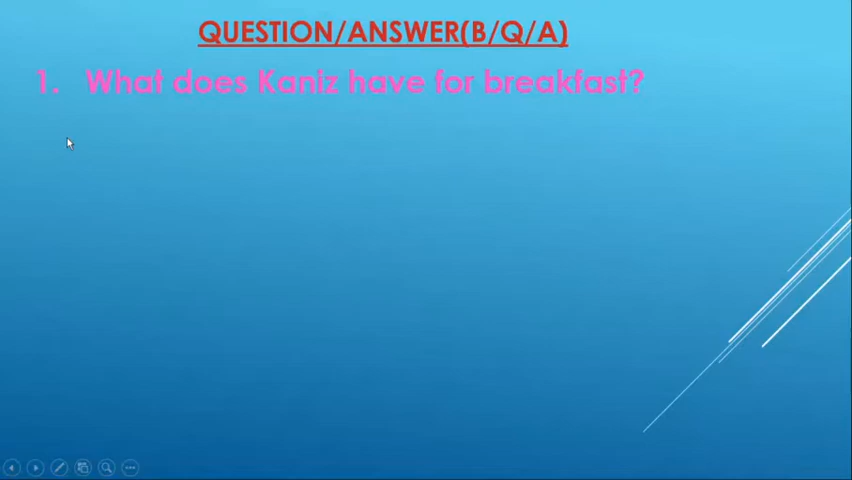 QUESTION/ANSWER(B/Q/A)
1. What does Kaniz have for breakfast?